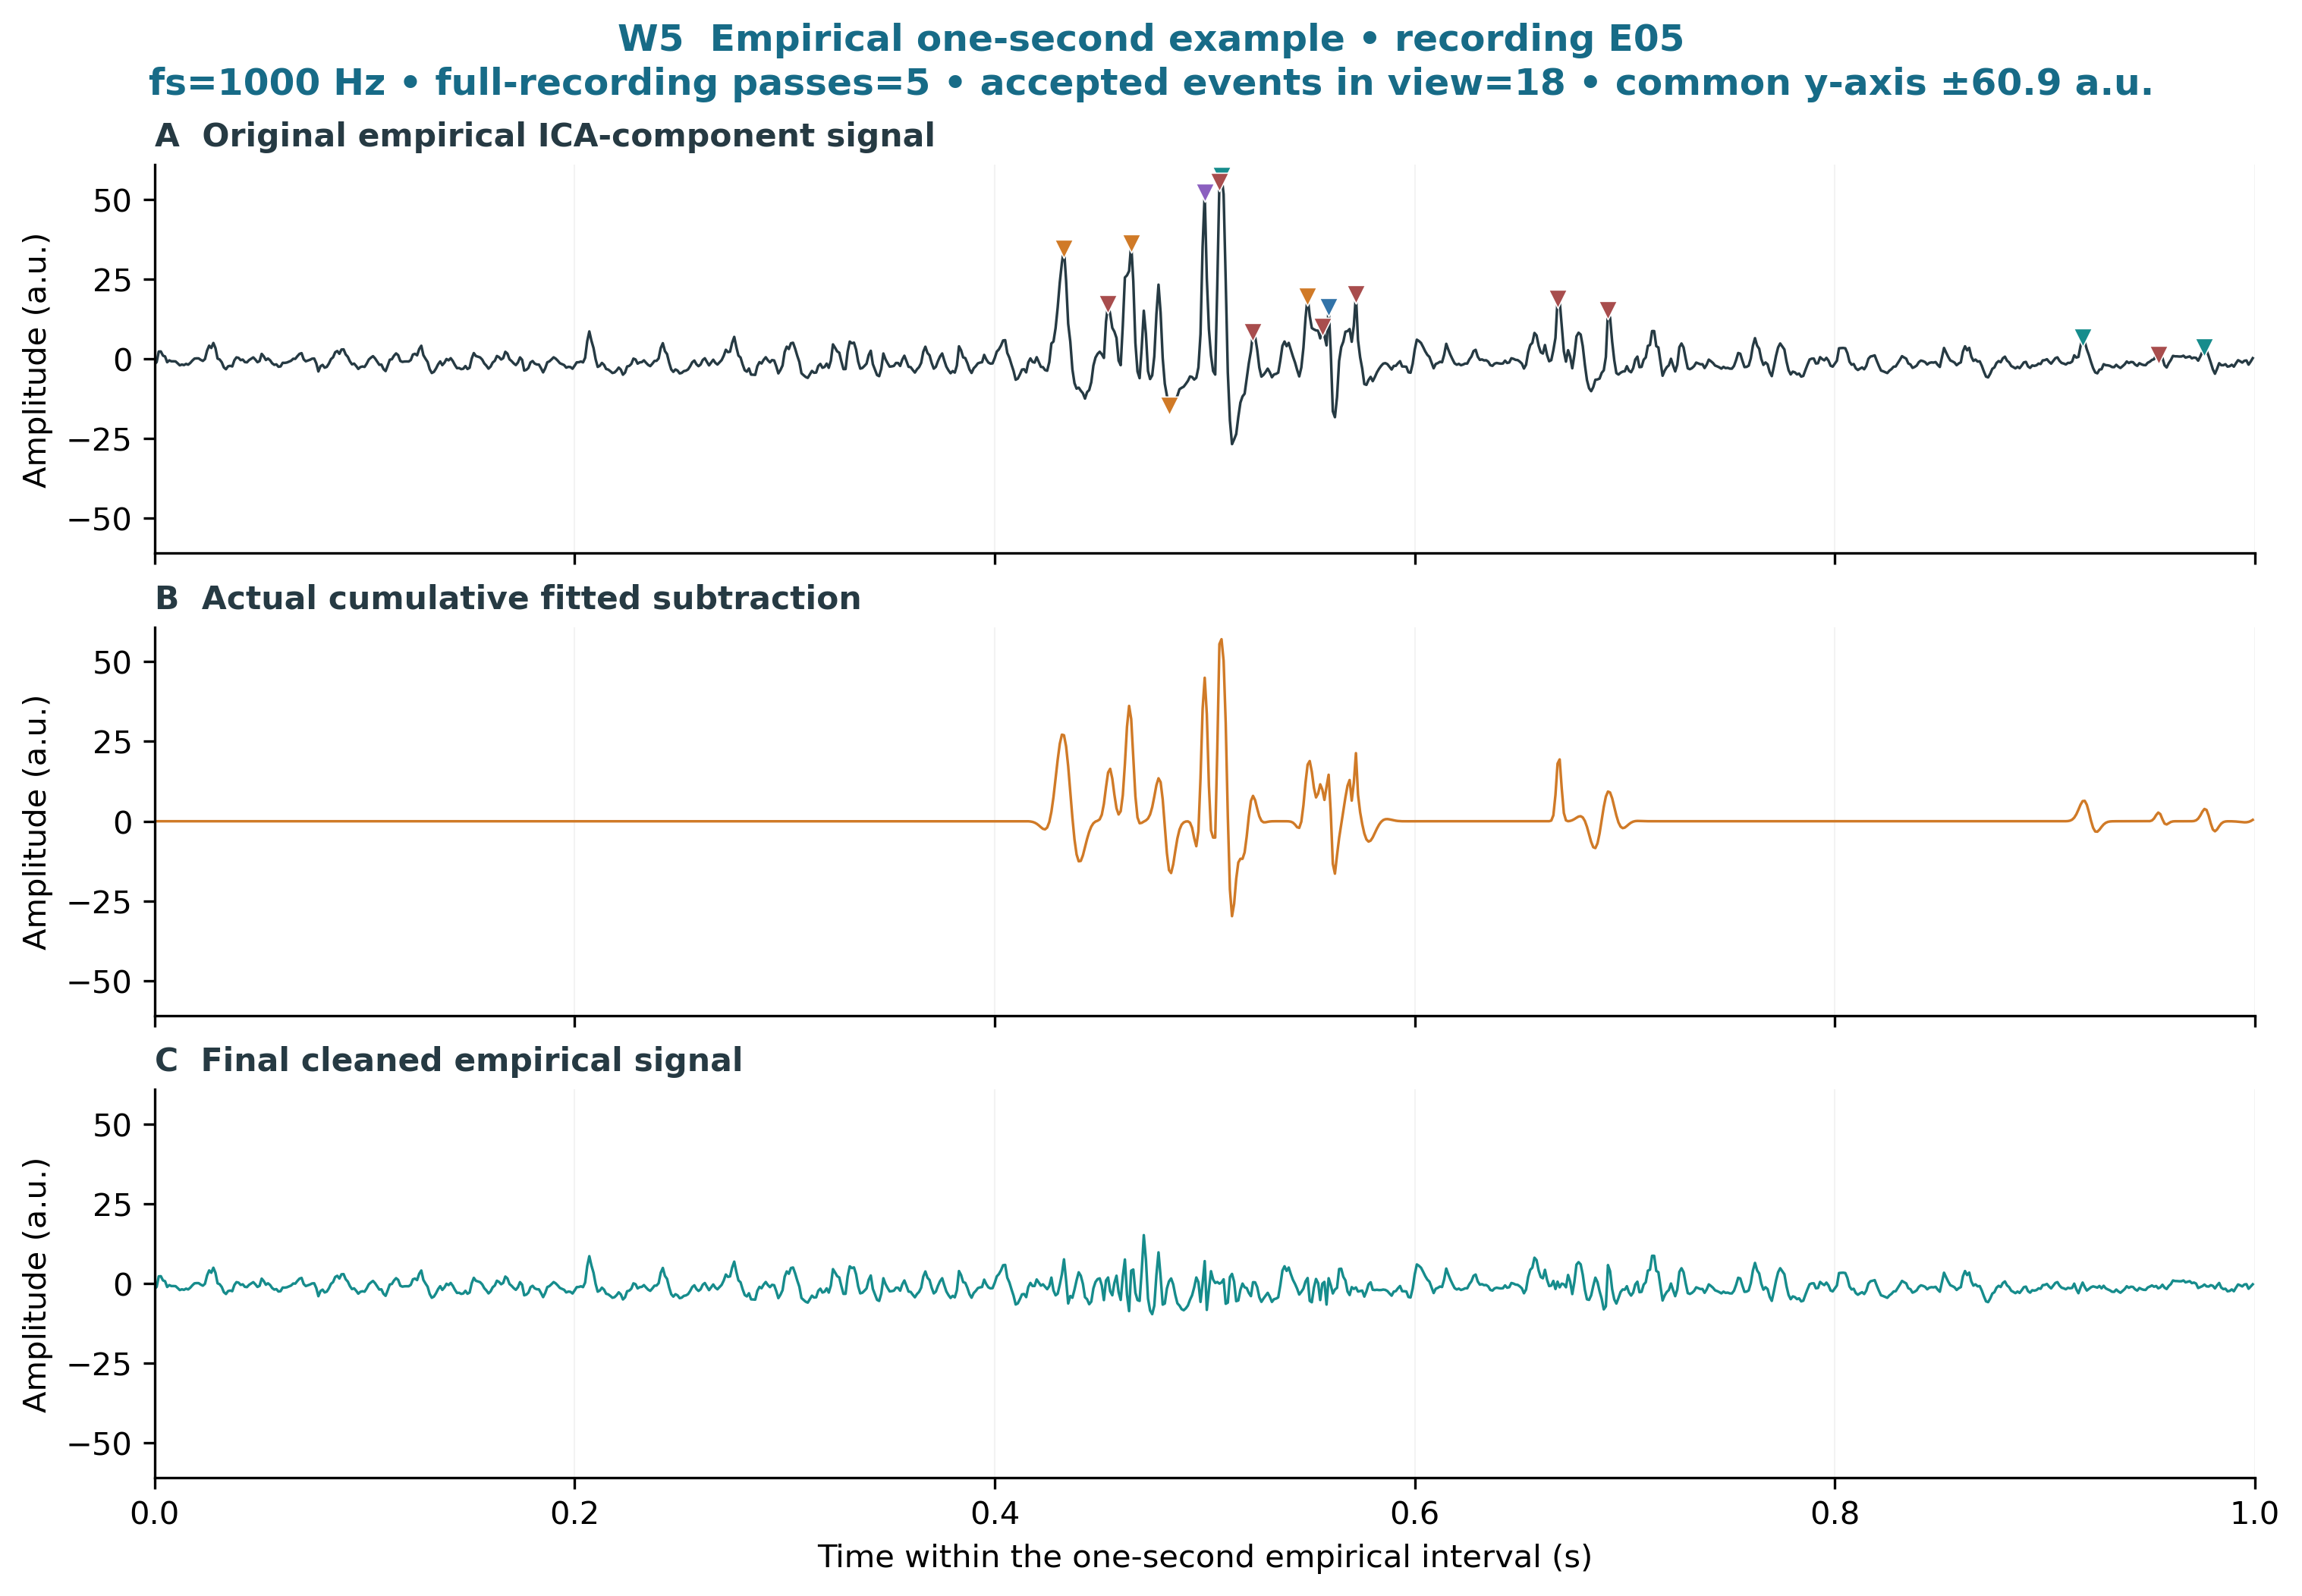 W5 Empirical one-second example • recording E05
fs=1000 Hz • full-recording passes=5 • accepted events in view=18 • common y-axis ±60.9 a.u.
A Original empirical ICA-component signal
Amplitude (a.u.)
50
25
0
−25
−50
B Actual cumulative fitted subtraction
Amplitude (a.u.)
50
25
0
−25
−50
C Final cleaned empirical signal
Amplitude (a.u.)
50
25
0
−25
−50
0.0 0.2 0.4 0.6 0.8 1.0
Time within the one-second empirical interval (s)